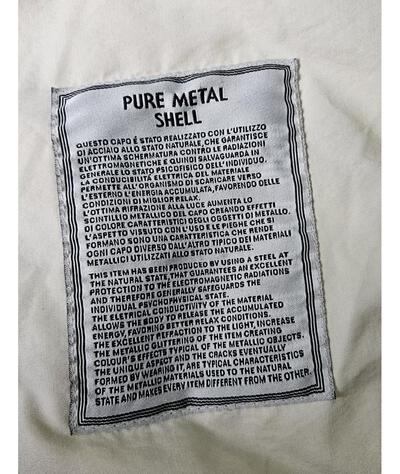 PURE METAL
SHELL
QUESTO CAPO É STATO REALIZZATO CON L'UTILIZZO
DI ACCIAIO ALLO STATO NATURALE, CHE GARANTISCE
UN'OTTIMA SCHERMATURA CONTRO LE RADIAZIONI
ELETTROMAGNETICHE E QUINDI SALVAGUARDA IN
GENERALE LO STATO PSICOFISICO DELL'INDIVIDUO.
LA CONDUCIBILITÀ ELETTRICA DEL MATERIALE
PERMETTE ALL'ORGANISMO DI SCARICARE VERSO
L'ESTERNO L'ENERGIA ACCUMULATA, FAVORENDO DELLE
CONDIZIONI DI MIGLIOR RELAX.
L'OTTIMA RIFRAZIONE ALLA LUCE AUMENTA LO
SCINTILLIO METALLICO DEL CAPO CREANDO EFFETTI
DI COLORE CARATTERISTICI DEGLI OGGETTI DI METALLO.
L'ASPETTO VISSUTO CON L'USO E LE PIEGHE CHE SI
FORMANO SONO UNA CARATTERISTICA CHE RENDE
OGNI CAPO DIVERSO DALL'ALTRO TIPICO DEI MATERIALI
METALLICI UTILIZZATI ALLO STATO NATURALE.
THIS ITEM HAS BEEN PRODUCED BY USING A STEEL AT
THE NATURAL STATE, THAT GUARANTEES AN EXCELLENT
PROTECTION TO THE ELECTROMAGNETIC RADIATIONS
AND THEREFORE GENERALLY SAFEGUARDS THE
INDIVIDUAL PSYCHOPHYSICAL STATE.
THE ELETRICAL CONDUCTIVITY OF THE MATERIAL
ALLOWS THE BODY TO RELEASE THE ACCUMULATED
ENERGY, FAVORING BETTER RELAX CONDITIONS.
THE EXCELLENT REFRACTION TO THE LIGHT, INCREASE
THE METALLIC GLITTERING OF THE ITEM CREATING
COLOUR'S EFFECTS TYPICAL OF THE METALLIC OBJECTS.
THE UNIQUE ASPECT AND THE CRACKS EVENTUALLY
FORMED BY WEARING IT, ARE TYPICAL CHARACTERISTICS
OF THE METALLIC MATERIALS USED TO THE NATURAL
STATE AND MAKES EVERY ITEM DIFFERENT FROM THE OTHER.